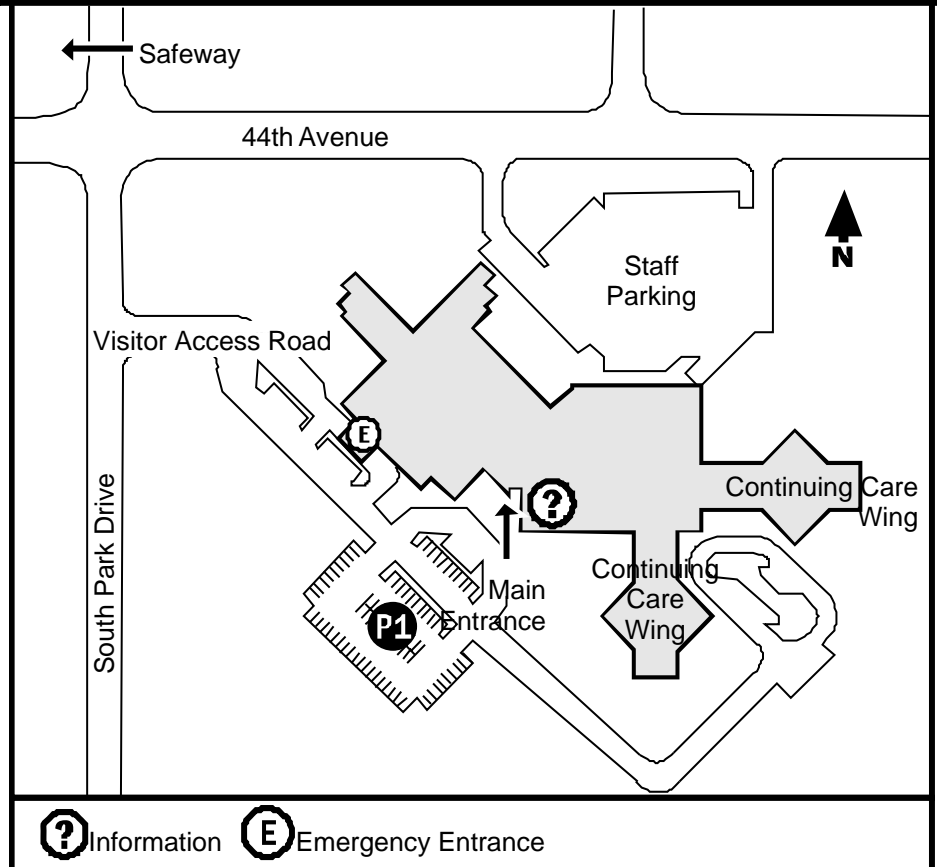 Safeway
44th Avenue
N
Staff
Parking
Visitor Access Road
E
Continuing Care
Wing
?
South Park Drive
Continuing
Care
Wing
Main
Entrance
P1
? Information E Emergency Entrance